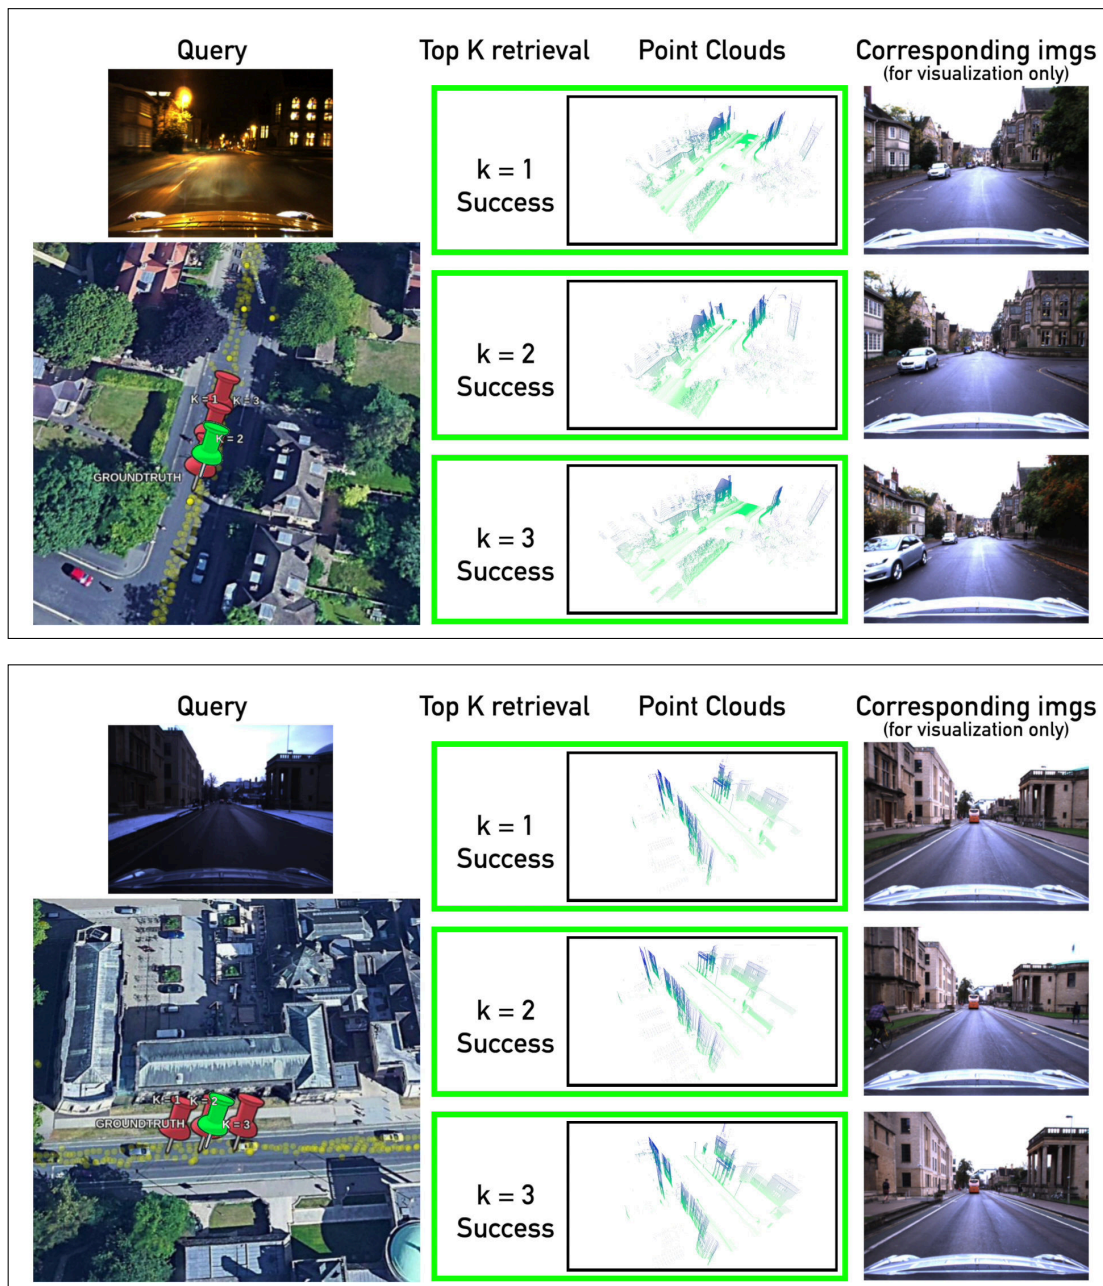 Query
Top K retrieval
Point Clouds
Corresponding imgs
(for visualization only)
k = 1
Success
k = 2
Success
k = 3
Success
K = 1
K = 3
K = 2
GROUNDTRUTH
Query
Top K retrieval
Point Clouds
Corresponding imgs
(for visualization only)
k = 1
Success
k = 2
Success
k = 3
Success
K = 1
K = 2
GROUNDTRUTH
K = 3